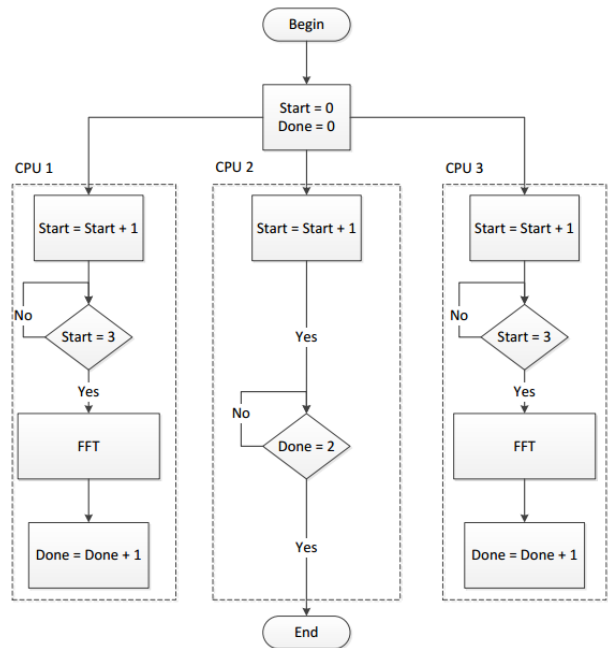 Begin
Start = 0
Done = 0
CPU 1
Start = Start + 1
No
Start = 3
Yes
FFT
Done = Done + 1
CPU 2
Start = Start + 1
Yes
No
Done = 2
Yes
CPU 3
Start = Start + 1
No
Start = 3
Yes
FFT
Done = Done + 1
End